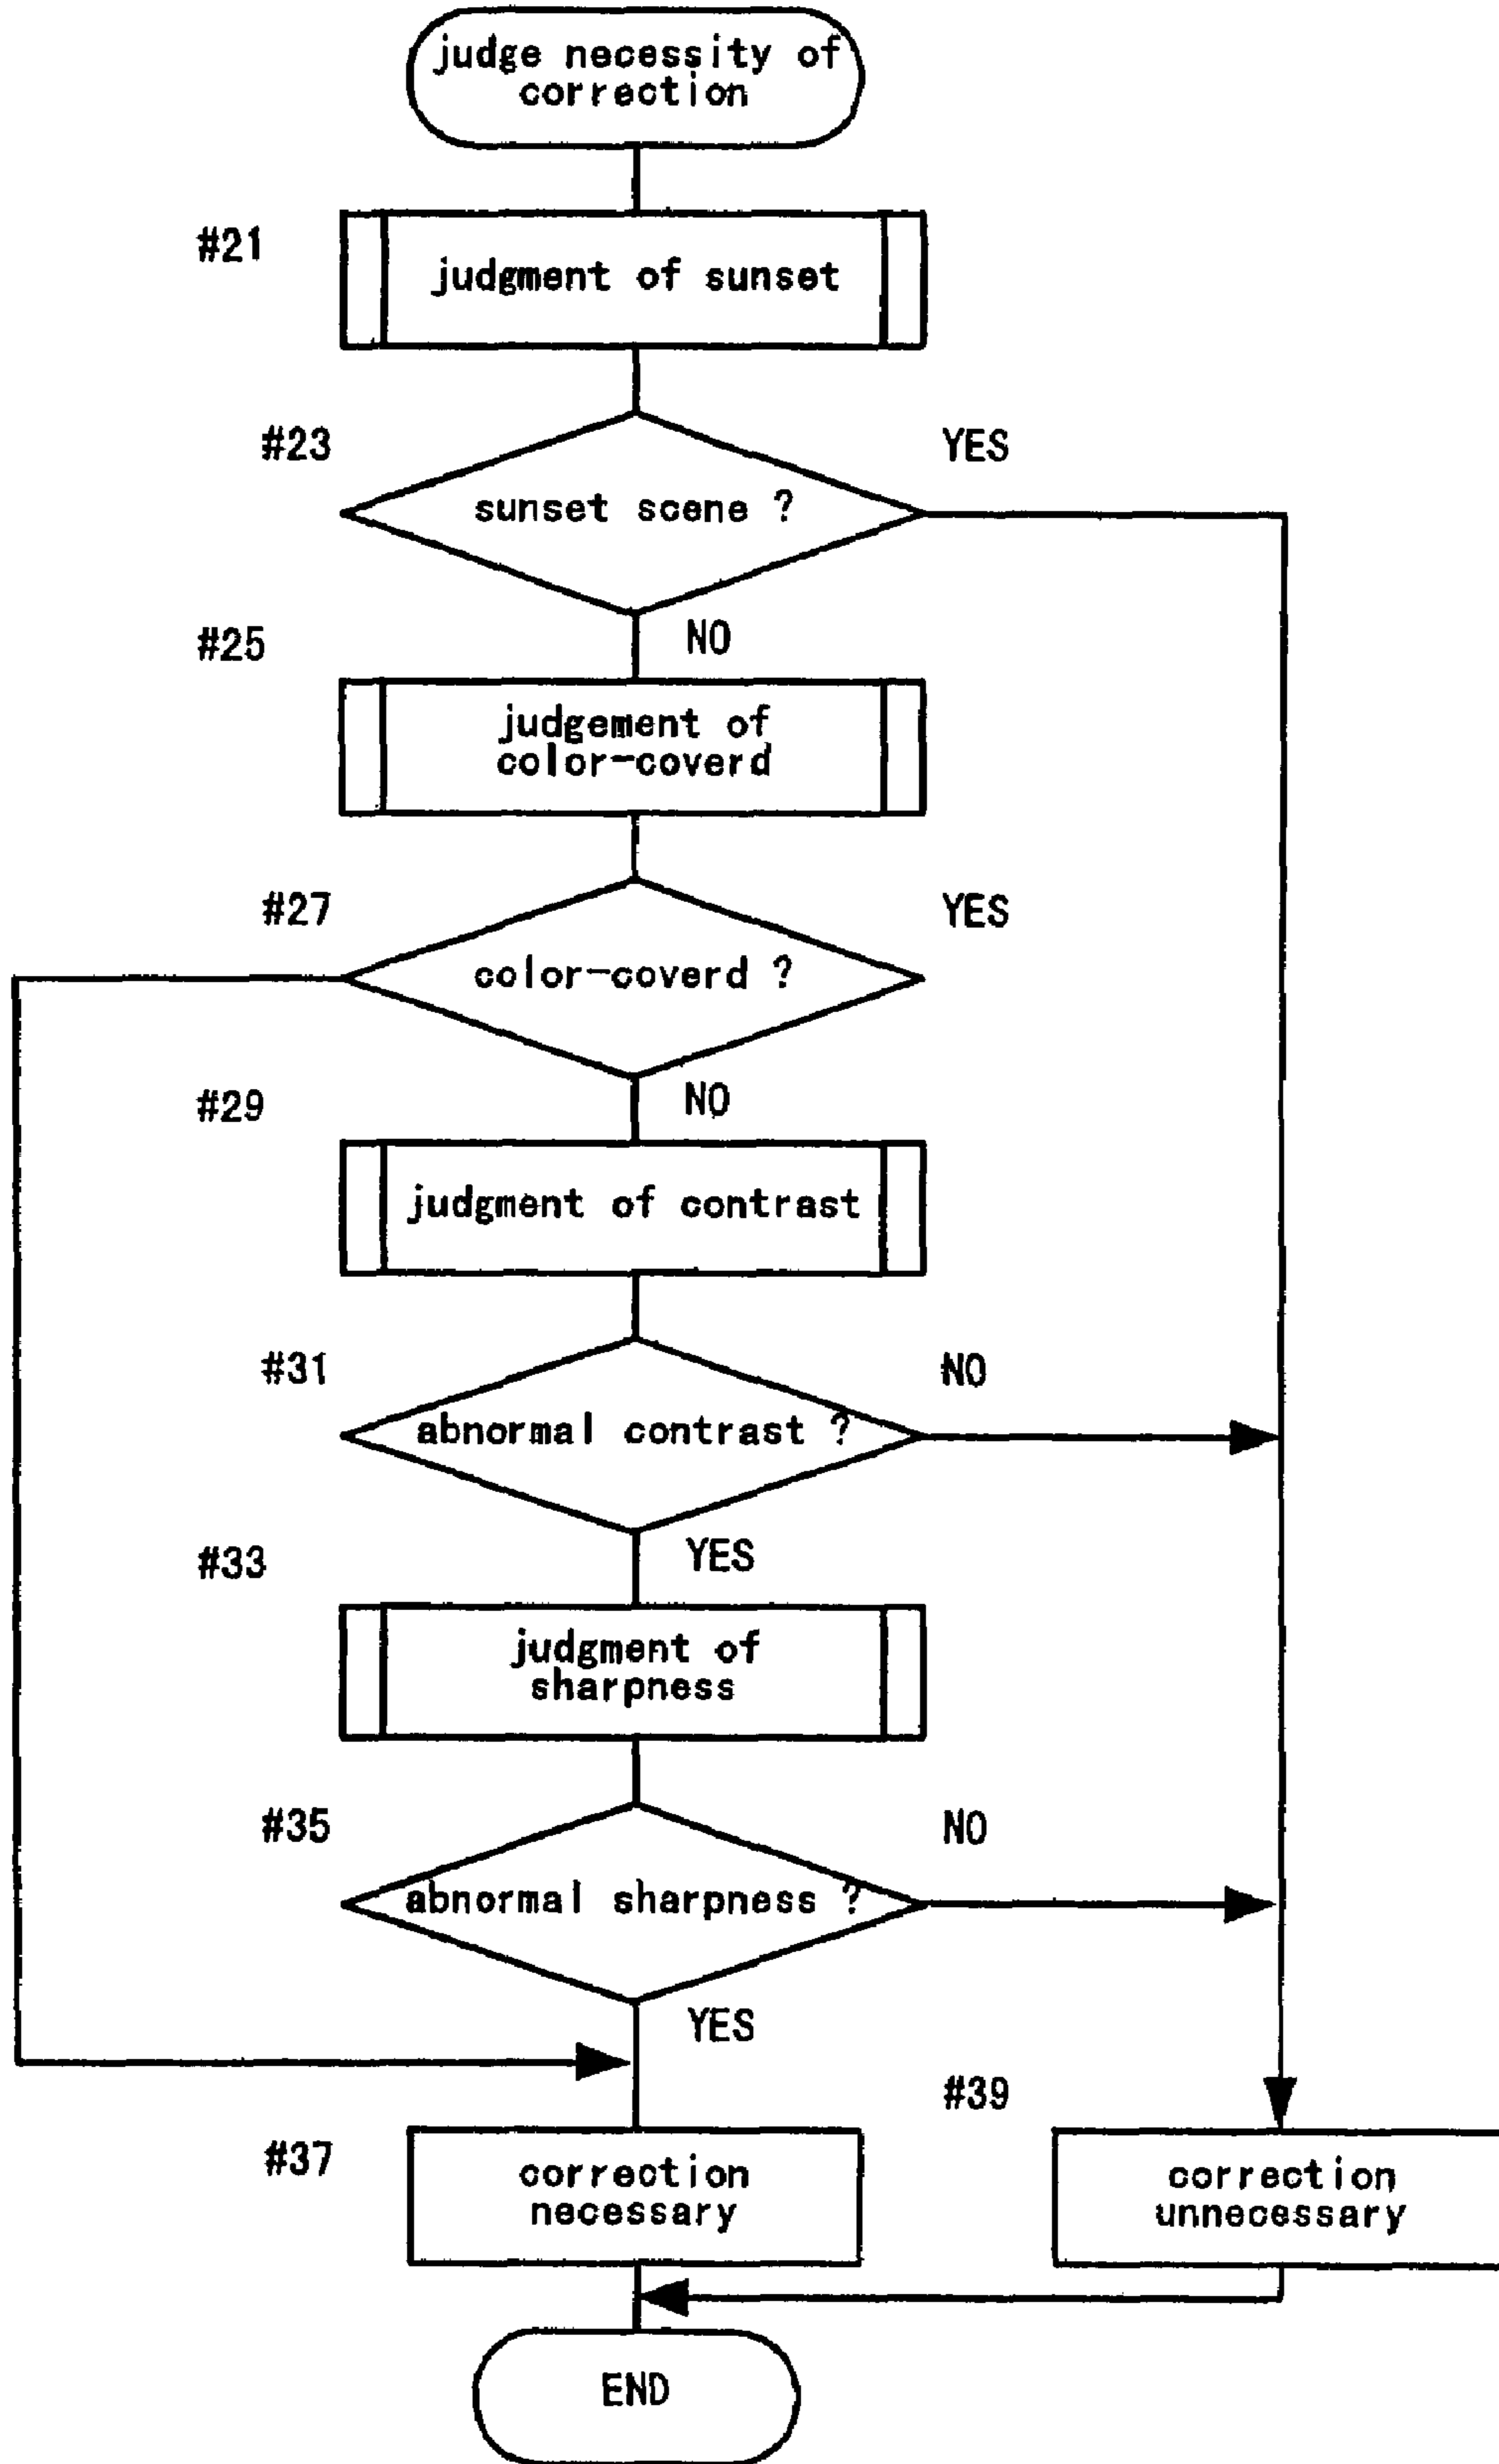 judge necessity of
correction
#21
judgment of sunset
#23
YES
sunset scene ?
NO
#25
judgement of
color-coverd
#27
YES
color-coverd ?
NO
#29
judgment of contrast
#31
NO
abnormal contrast ?
YES
#33
judgment of
sharpness
#35
NO
abnormal sharpness ?
YES
#39
#37
correction
necessary
correction
unnecessary
END